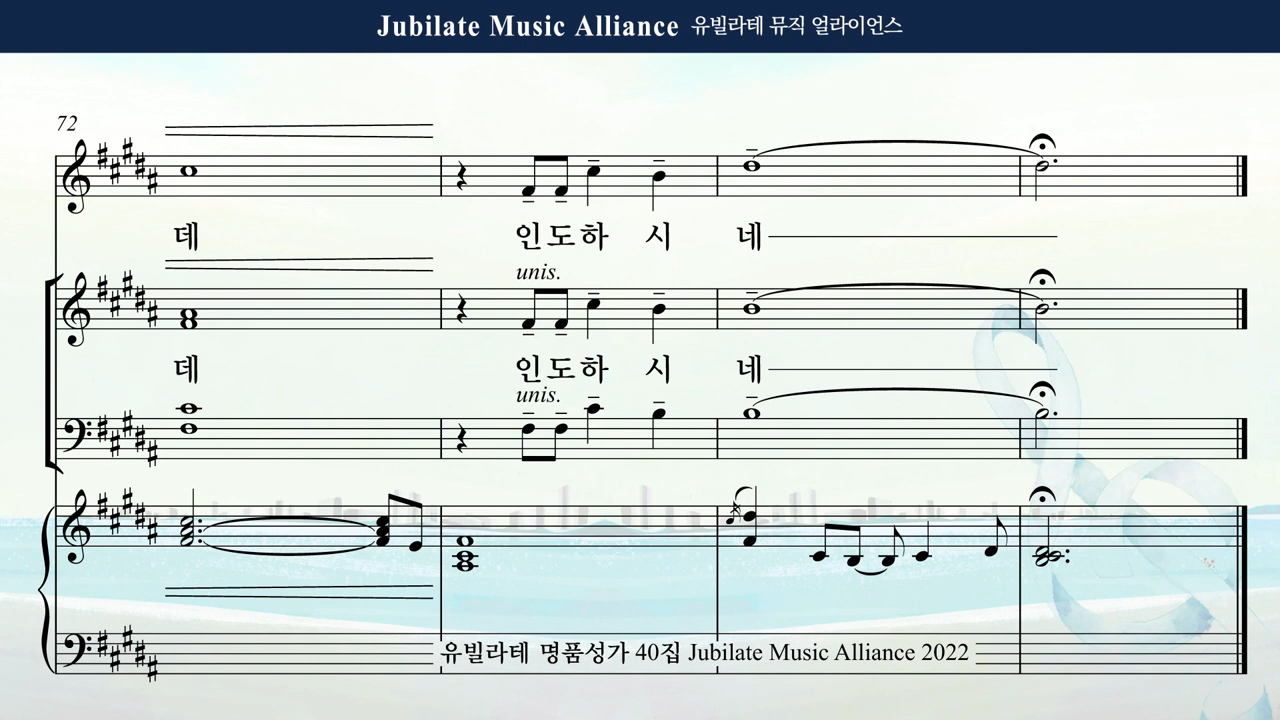 Jubilate Music Alliance 유빌라테 뮤직 얼라이언스
72
데 인도하 시 네
unis.
데 인도하 시 네
unis.
유빌라테 명품성가 40집 Jubilate Music Alliance 2022